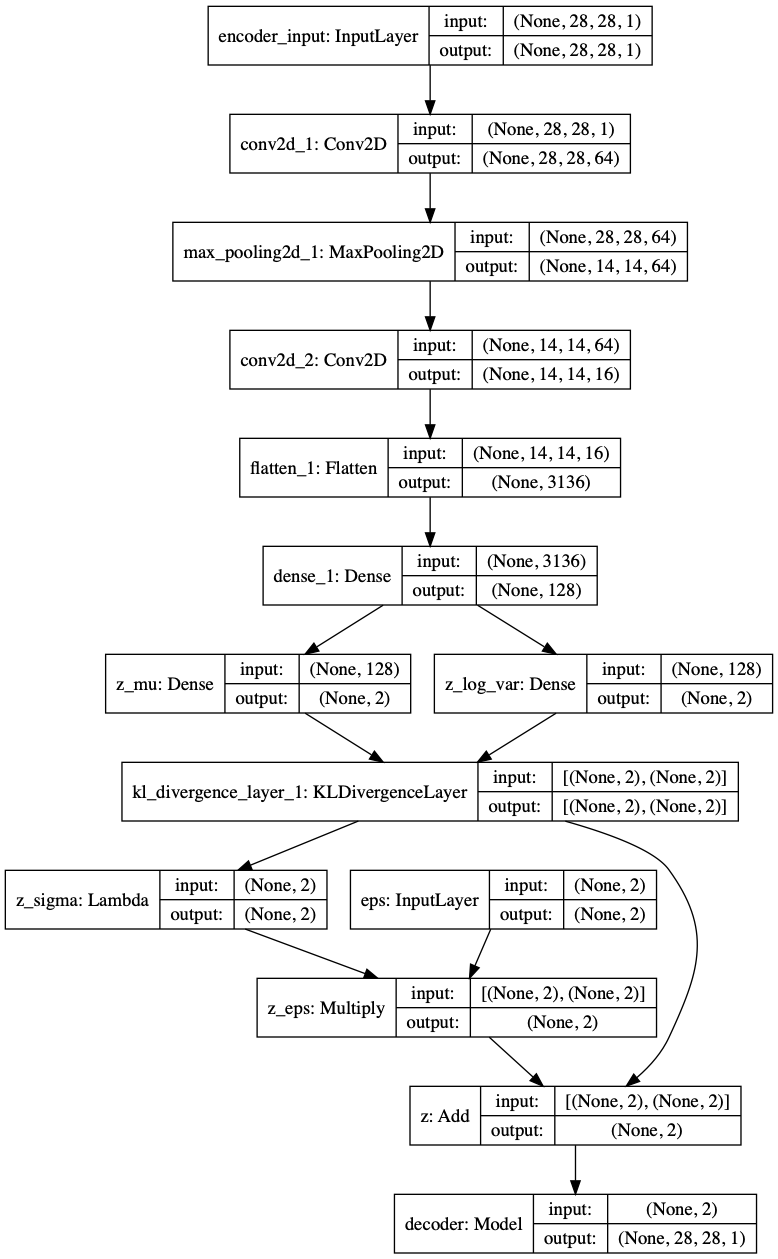 encoder_input: InputLayer
input:
(None, 28, 28, 1)
output:
(None, 28, 28, 1)
conv2d_1: Conv2D
input:
(None, 28, 28, 1)
output:
(None, 28, 28, 64)
max_pooling2d_1: MaxPooling2D
input:
(None, 28, 28, 64)
output:
(None, 14, 14, 64)
conv2d_2: Conv2D
input:
(None, 14, 14, 64)
output:
(None, 14, 14, 16)
flatten_1: Flatten
input:
(None, 14, 14, 16)
output:
(None, 3136)
dense_1: Dense
input:
(None, 3136)
output:
(None, 128)
z_mu: Dense
input:
(None, 128)
output:
(None, 2)
z_log_var: Dense
input:
(None, 128)
output:
(None, 2)
kl_divergence_layer_1: KLDivergenceLayer
input:
[(None, 2), (None, 2)]
output:
[(None, 2), (None, 2)]
z_sigma: Lambda
input:
(None, 2)
output:
(None, 2)
eps: InputLayer
input:
(None, 2)
output:
(None, 2)
z_eps: Multiply
input:
[(None, 2), (None, 2)]
output:
(None, 2)
z: Add
input:
[(None, 2), (None, 2)]
output:
(None, 2)
decoder: Model
input:
(None, 2)
output:
(None, 28, 28, 1)